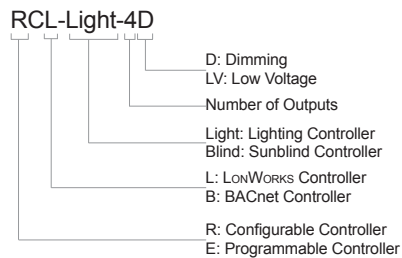 RCL-Light-4D
D: Dimming
LV: Low Voltage
Number of Outputs
Light: Lighting Controller
Blind: Sunblind Controller
L: LONWORKS Controller
B: BACnet Controller
R: Configurable Controller
E: Programmable Controller